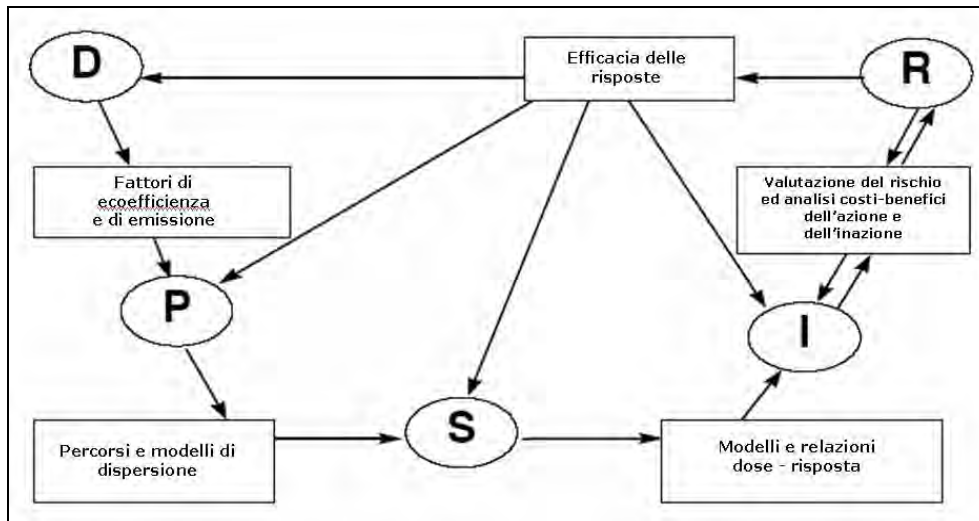 D
Efficacia delle
risposte
R
Fattori di
ecoefficienza
e di emissione
Valutazione del rischio
ed analisi costi-benefici
dell'azione e
dell'inazione
P
I
S
Percorsi e modelli di
dispersione
Modelli e relazioni
dose - risposta